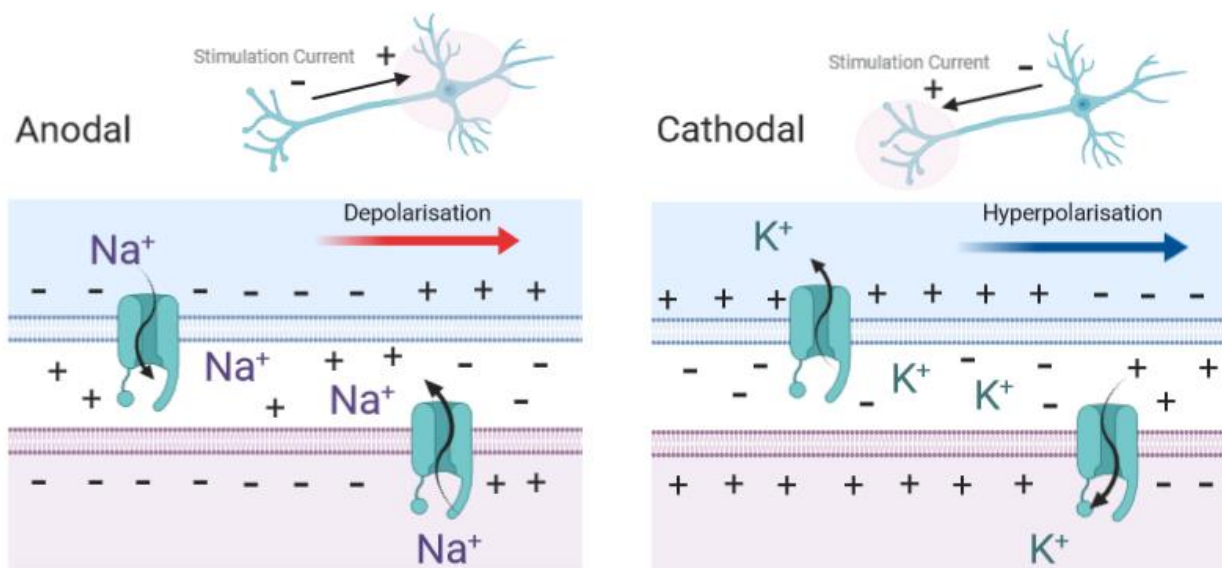 Stimulation Current
+
-
Anodal
Stimulation Current
-
+
Cathodal
Depolarisation
Na⁺
- - - - - - + + +
+ Na⁺ + + - -
+ + Na⁺ -
- - - - - - - + +
Na⁺
Hyperpolarisation
K⁺
+ + + + + + + - - -
- - K⁺ - - + +
- - K⁺ - +
+ + + + + + + - -
K⁺